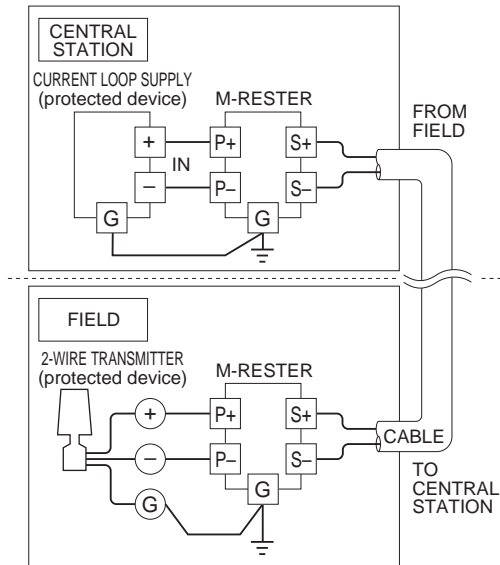 CENTRAL
STATION
CURRENT LOOP SUPPLY
(protected device)
M-RESTER
FROM
FIELD
+
P+
S+
IN
–
P–
S–
G
G
FIELD
2-WIRE TRANSMITTER
(protected device)
M-RESTER
+
P+
S+
CABLE
–
P–
S–
G
G
TO
CENTRAL
STATION